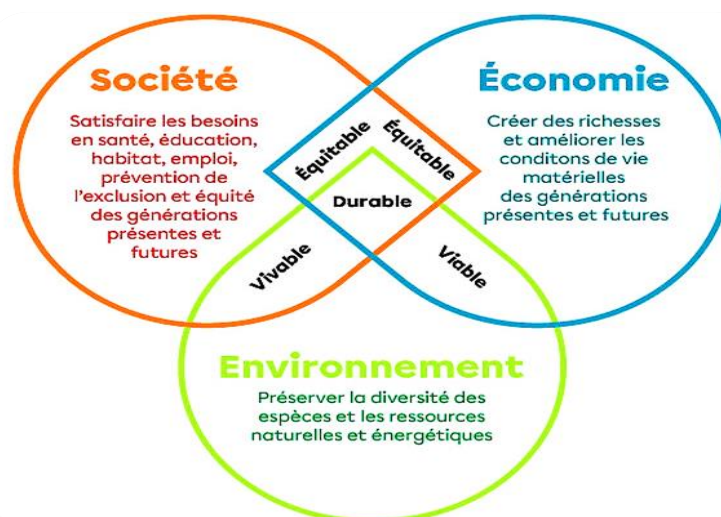 Société
Satisfaire les besoins
en santé, éducation,
habitat, emploi,
prévention de
l'exclusion et équité
des générations
présentes et
futures
Économie
Créer des richesses
et améliorer les
conditons de vie
matérielles
des générations
présentes et futures
Équitable
Équitable
Durable
Vivable
Viable
Environnement
Préserver la diversité des
espèces et les ressources
naturelles et énergétiques